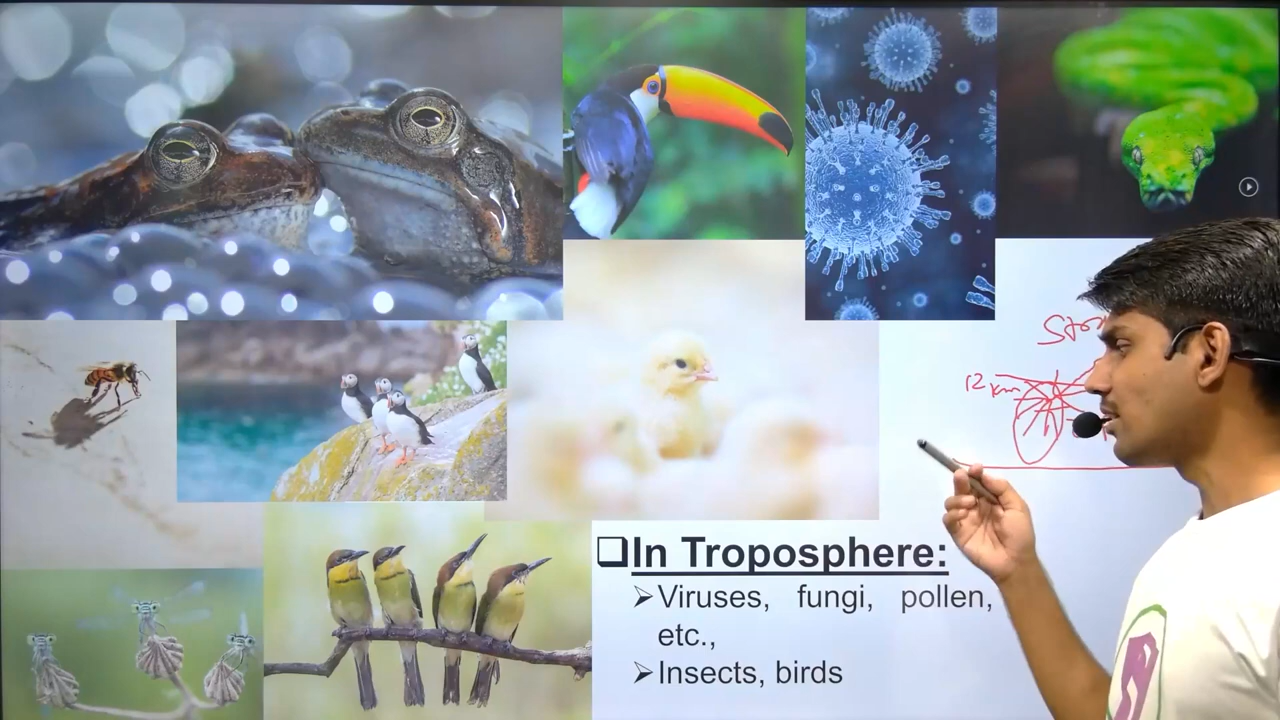 12 km
❑In Troposphere:
➢Viruses, fungi, pollen,
etc.,
➢Insects, birds